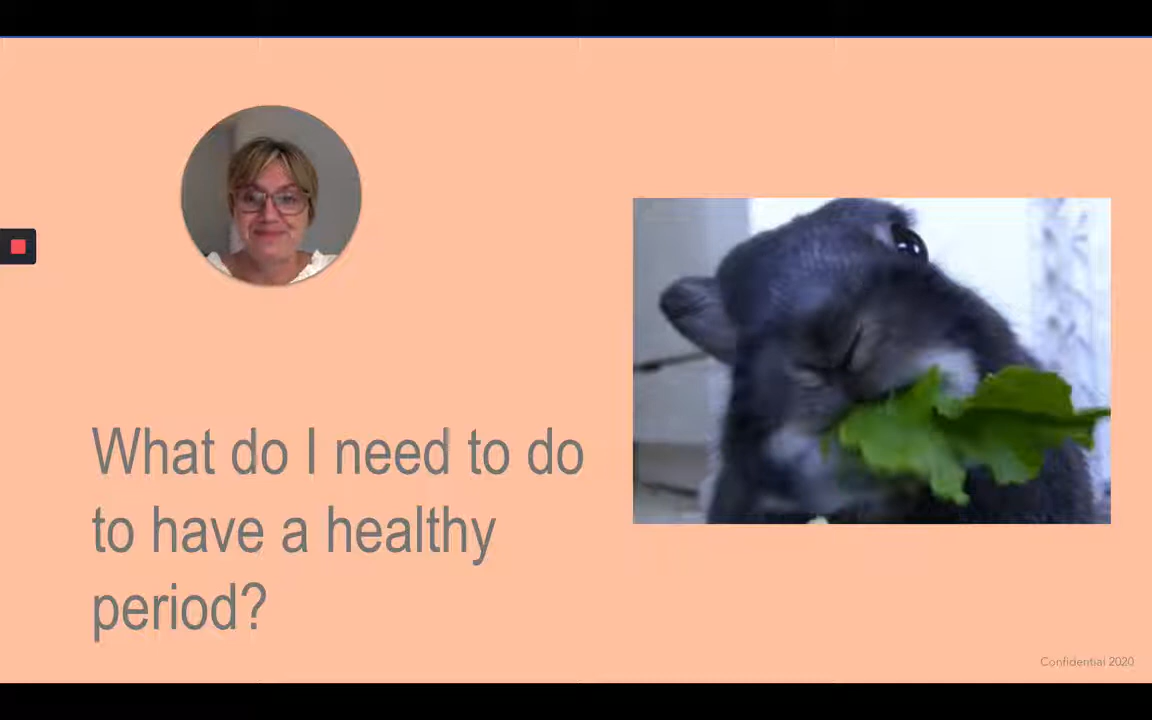 What do I need to do
to have a healthy
period?
Confidential 2020